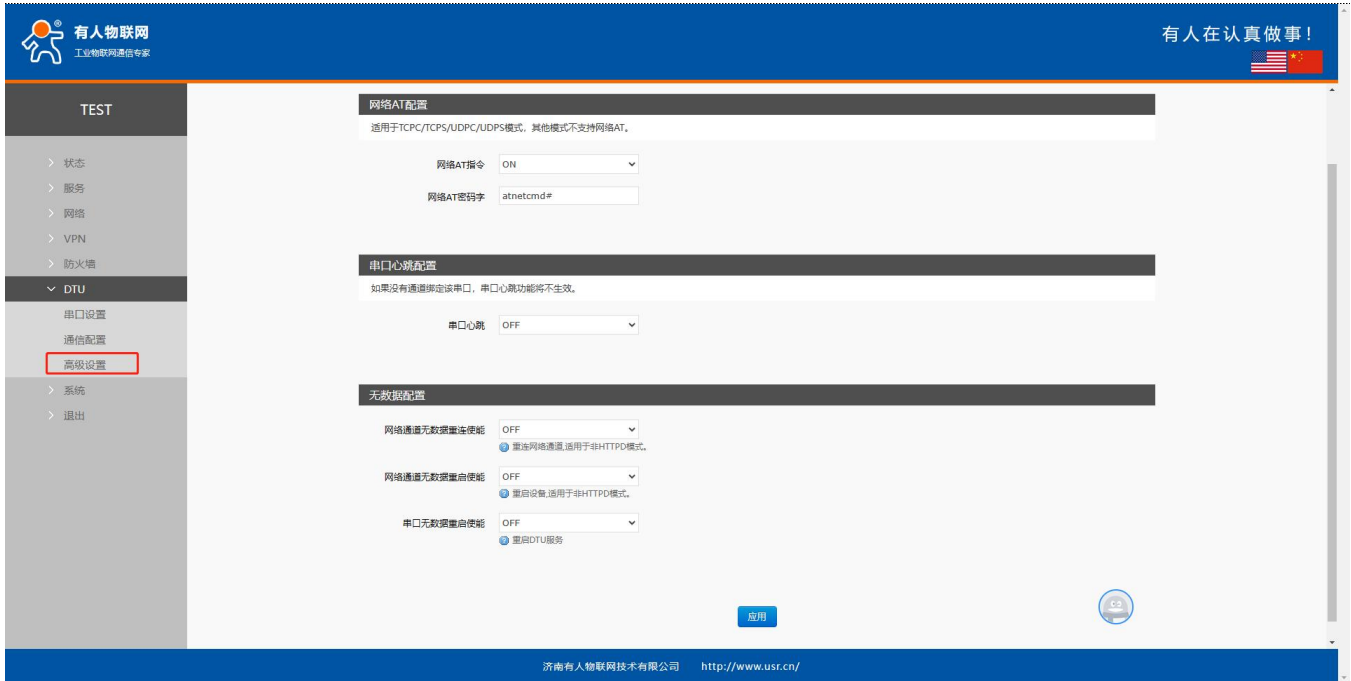 有人物联网
工业物联网通信专家
有人在认真做事!
TEST
状态
服务
网络
VPN
防火墙
DTU
串口设置
通信配置
高级设置
系统
退出
网络AT配置
适用于TCPC/TCPS/UDPC/UDPS模式，其他模式不支持网络AT。
网络AT指令 ON
网络AT密码字 atnetcmd#
串口心跳配置
如果没有通道绑定该串口，串口心跳功能将不生效。
串口心跳 OFF
无数据配置
网络通道无数据重连使能 OFF
重连网络通道,适用于非HTTPD模式。
网络通道无数据重启使能 OFF
重启设备,适用于非HTTPD模式。
串口无数据重启使能 OFF
重启DTU服务
应用
济南有人物联网技术有限公司 http://www.usr.cn/